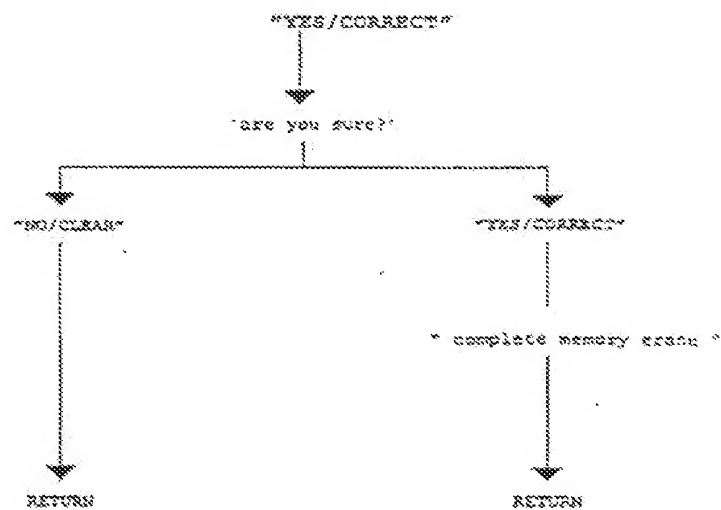 "YES/CORRECT"
'are you sure?'
"NO/CLEAR"
"YES/CORRECT"
" complete memory erase "
RETURN
RETURN